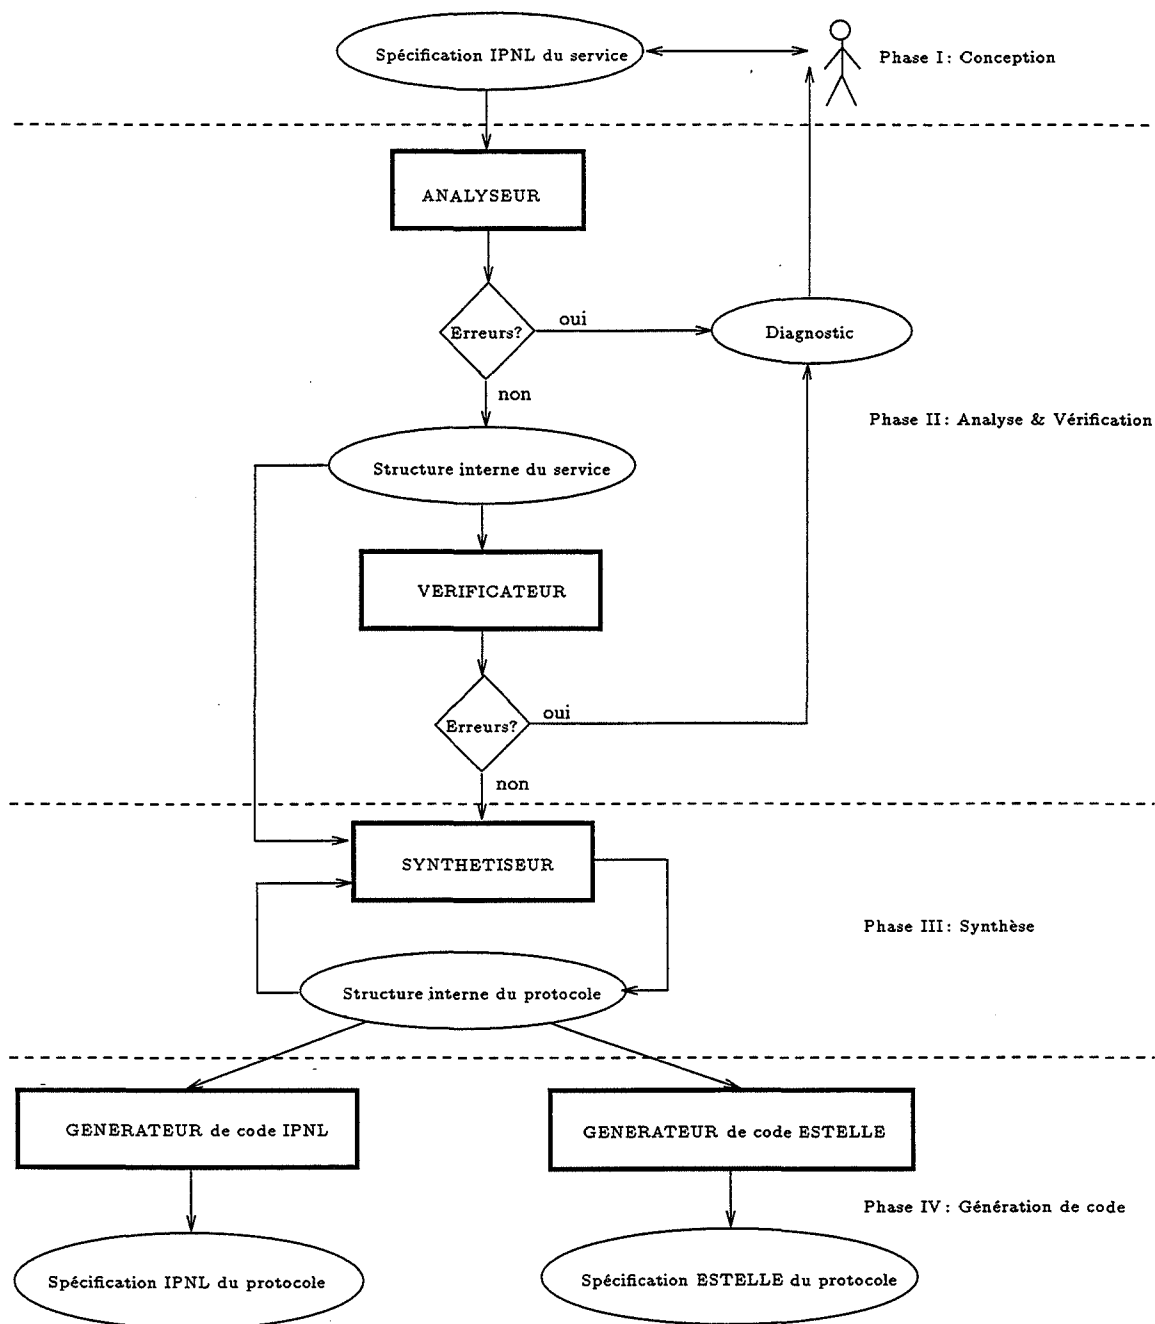 Spécification IPNL du service
Phase I: Conception
ANALYSEUR
Erreurs?
oui
Diagnostic
non
Phase II: Analyse & Vérification
Structure interne du service
VERIFICATEUR
Erreurs?
oui
non
SYNTHETISEUR
Phase III: Synthèse
Structure interne du protocole
GENERATEUR de code IPNL
GENERATEUR de code ESTELLE
Phase IV: Génération de code
Spécification IPNL du protocole
Spécification ESTELLE du protocole